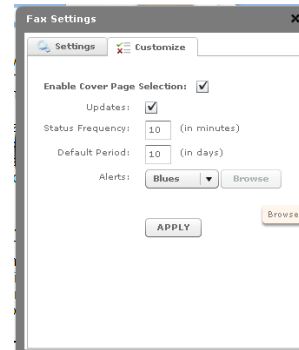 Fax Settings
Settings Customize
Enable Cover Page Selection:
Updates:
Status Frequency: 10 (in minutes)
Default Period: 10 (in days)
Alerts: Blues Browse
Browse
APPLY